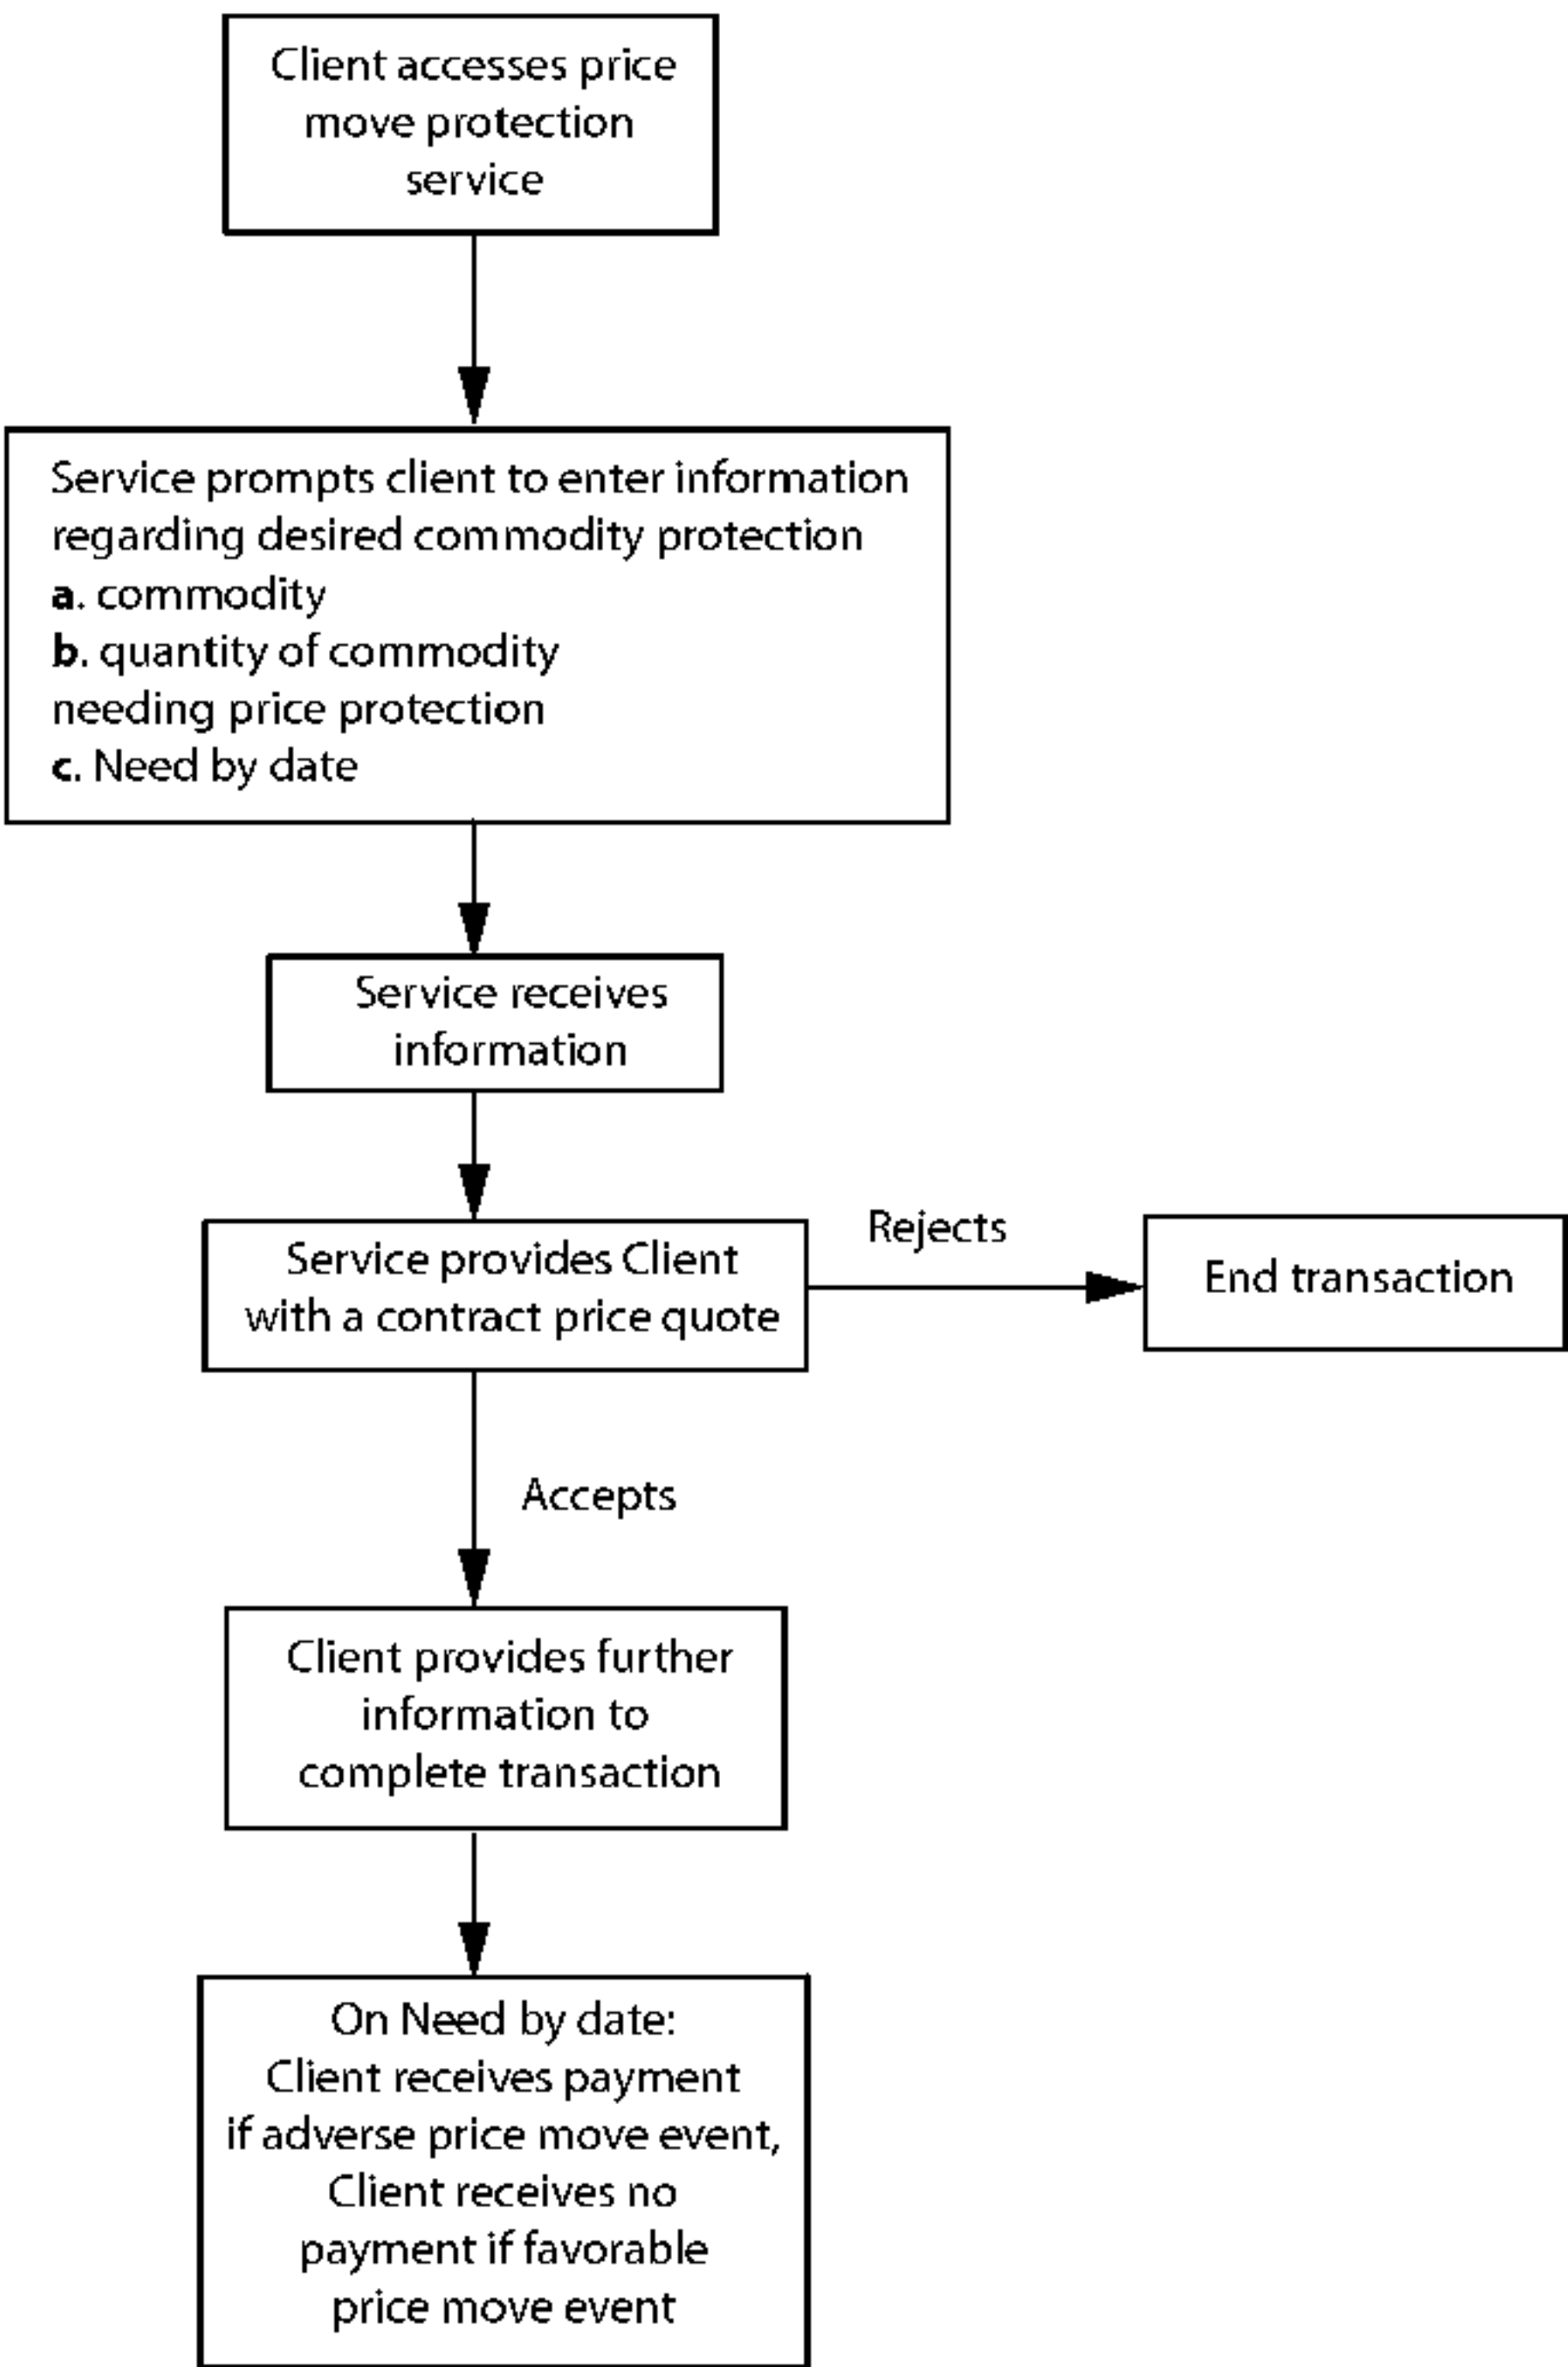 Client accesses price
move protection
service
Service prompts client to enter information
regarding desired commodity protection
a. commodity
b. quantity of commodity
needing price protection
c. Need by date
Service receives
information
Service provides Client
with a contract price quote
Rejects
End transaction
Accepts
Client provides further
information to
complete transaction
On Need by date:
Client receives payment
if adverse price move event,
Client receives no
payment if favorable
price move event